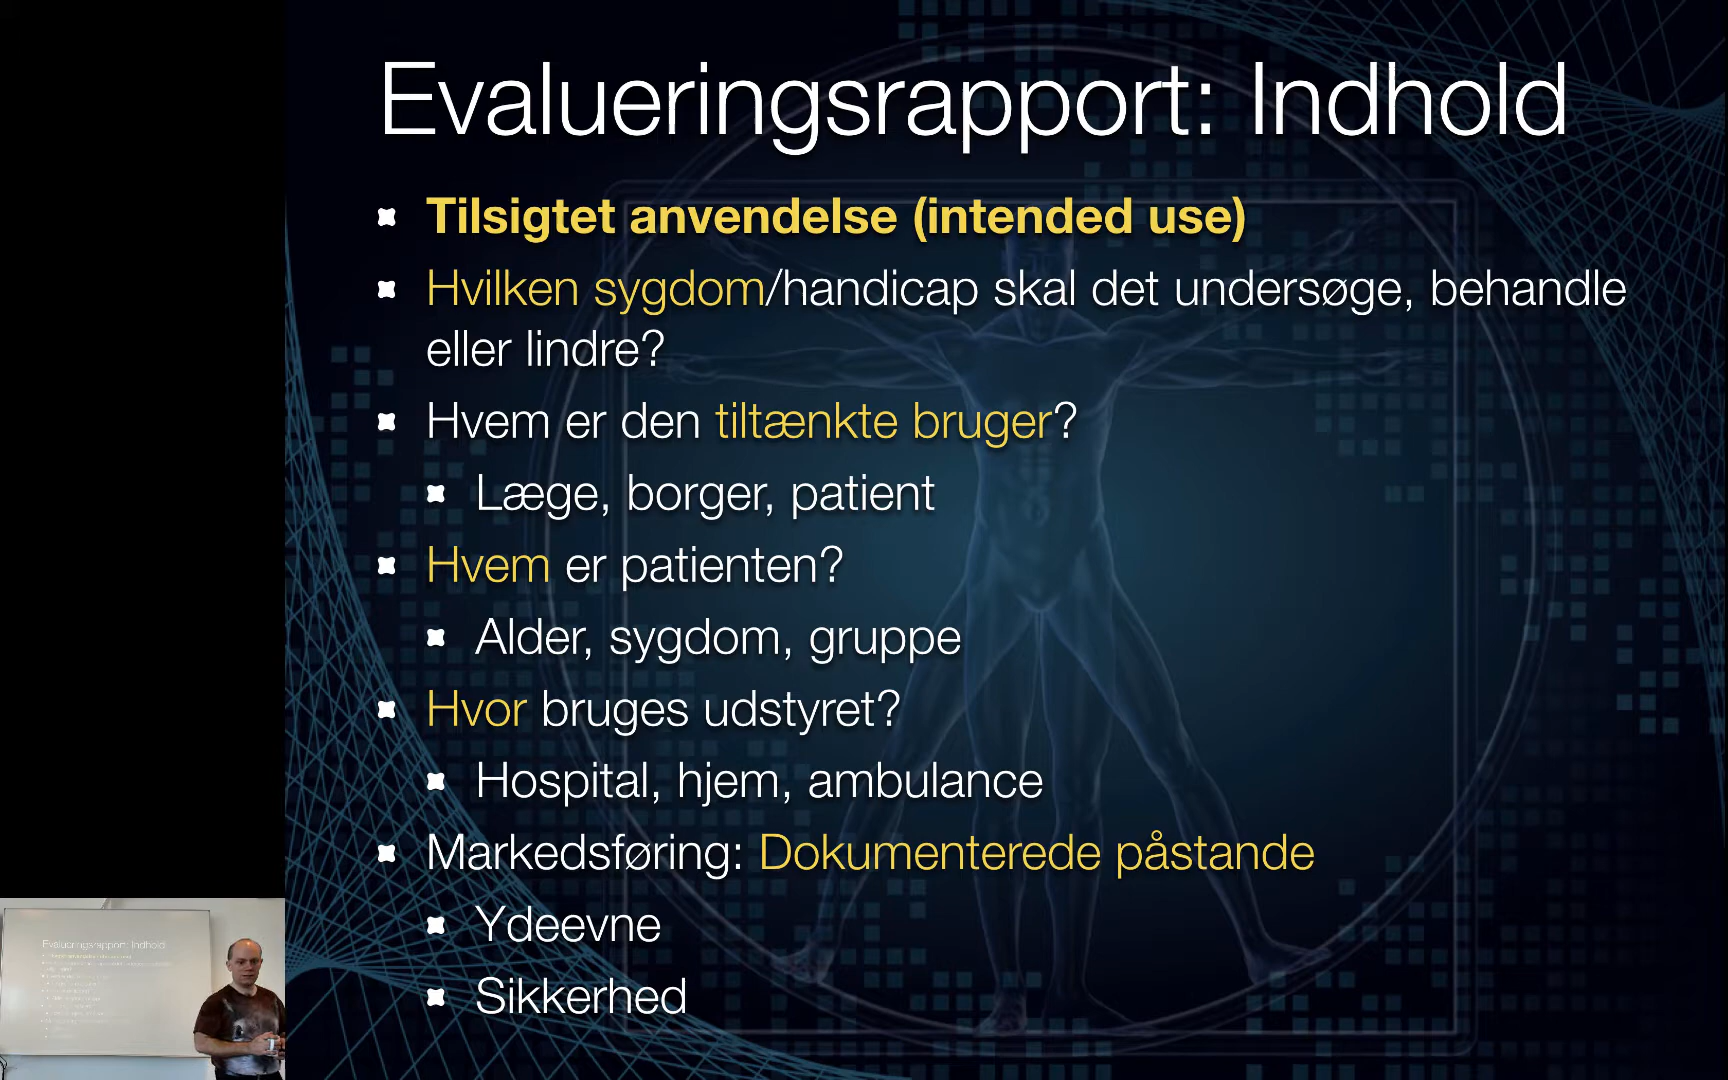 Evalueringsrapport: Indhold
Tilsigtet anvendelse (intended use)
Hvilken sygdom/handicap skal det undersøge, behandle
eller lindre?
Hvem er den tiltænkte bruger?
Læge, borger, patient
Hvem er patienten?
Alder, sygdom, gruppe
Hvor bruges udstyret?
Hospital, hjem, ambulance
Markedsføring: Dokumenterede påstande
Ydeevne
Sikkerhed
Evalueringsrapport: Indhold